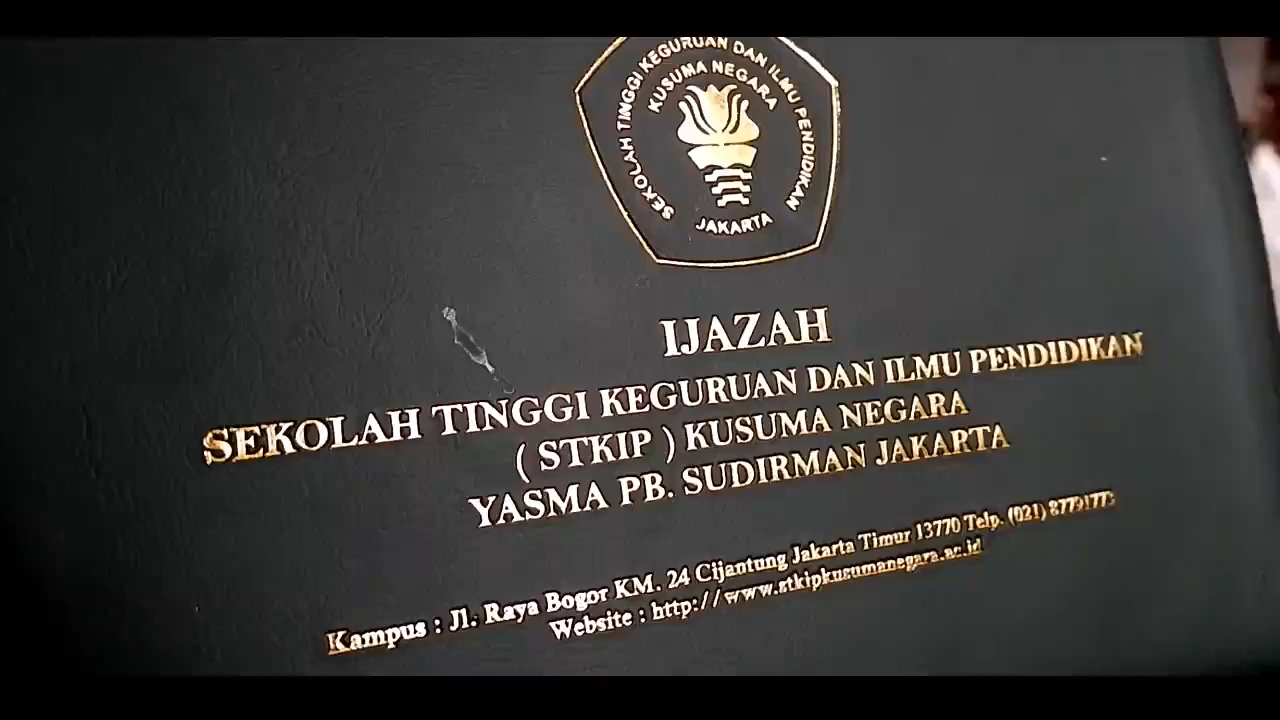 SEKOLAH TINGGI KEGURUAN DAN ILMU PENDIDIKAN
KUSUMA NEGARA
JAKARTA
IJAZAH
SEKOLAH TINGGI KEGURUAN DAN ILMU PENDIDIKAN
( STKIP ) KUSUMA NEGARA
YASMA PB. SUDIRMAN JAKARTA
Kampus : Jl. Raya Bogor KM. 24 Cijantung Jakarta Timur 13770 Telp. (021) 87791773
Website : http://www.stkipkusumanegara.ac.id